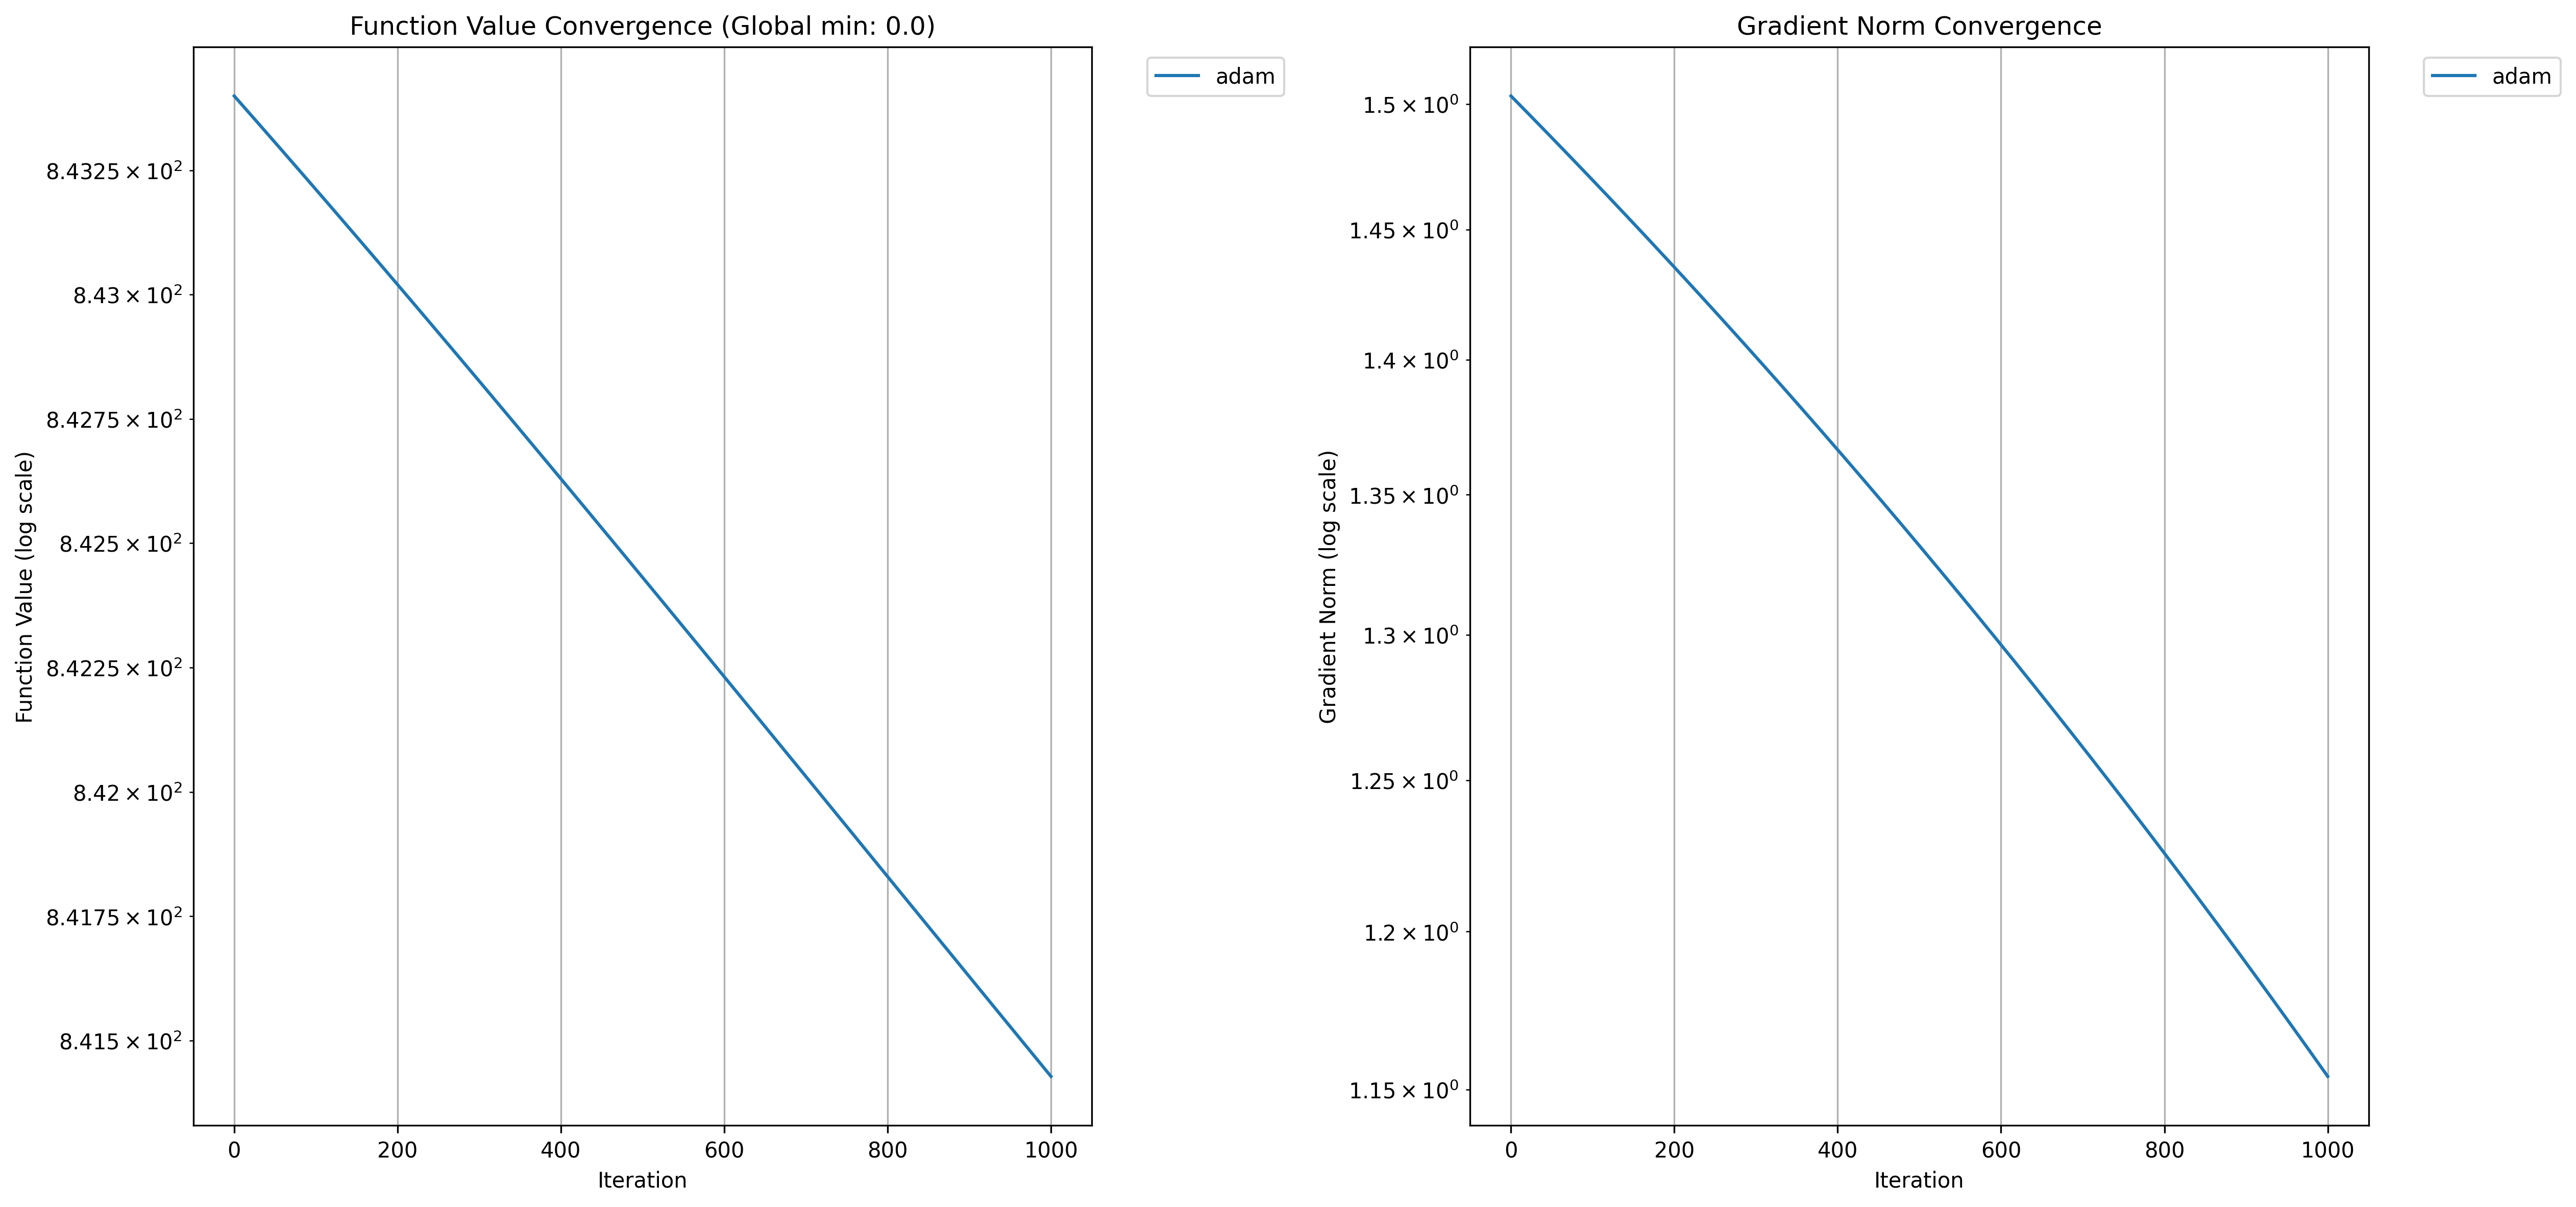 Function Value Convergence (Global min: 0.0)
adam
8.4325 × 10²
8.43 × 10²
8.4275 × 10²
8.425 × 10²
8.4225 × 10²
8.42 × 10²
8.4175 × 10²
8.415 × 10²
Function Value (log scale)
0 200 400 600 800 1000
Iteration
Gradient Norm Convergence
adam
1.5 × 10⁰
1.45 × 10⁰
1.4 × 10⁰
1.35 × 10⁰
1.3 × 10⁰
1.25 × 10⁰
1.2 × 10⁰
1.15 × 10⁰
Gradient Norm (log scale)
0 200 400 600 800 1000
Iteration